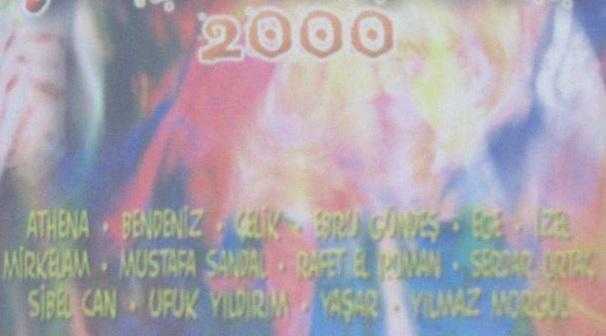 2000
ATHENA • BENDENİZ • ÇELİK • EBRU GÜNDEŞ • EGE • İZEL
MİRKELAM • MUSTAFA SANDAL • RAFET EL ROMAN • SERDAR ORTAÇ
SİBEL CAN • UFUK YILDIRIM • YAŞAR • YILMAZ MORGÜL